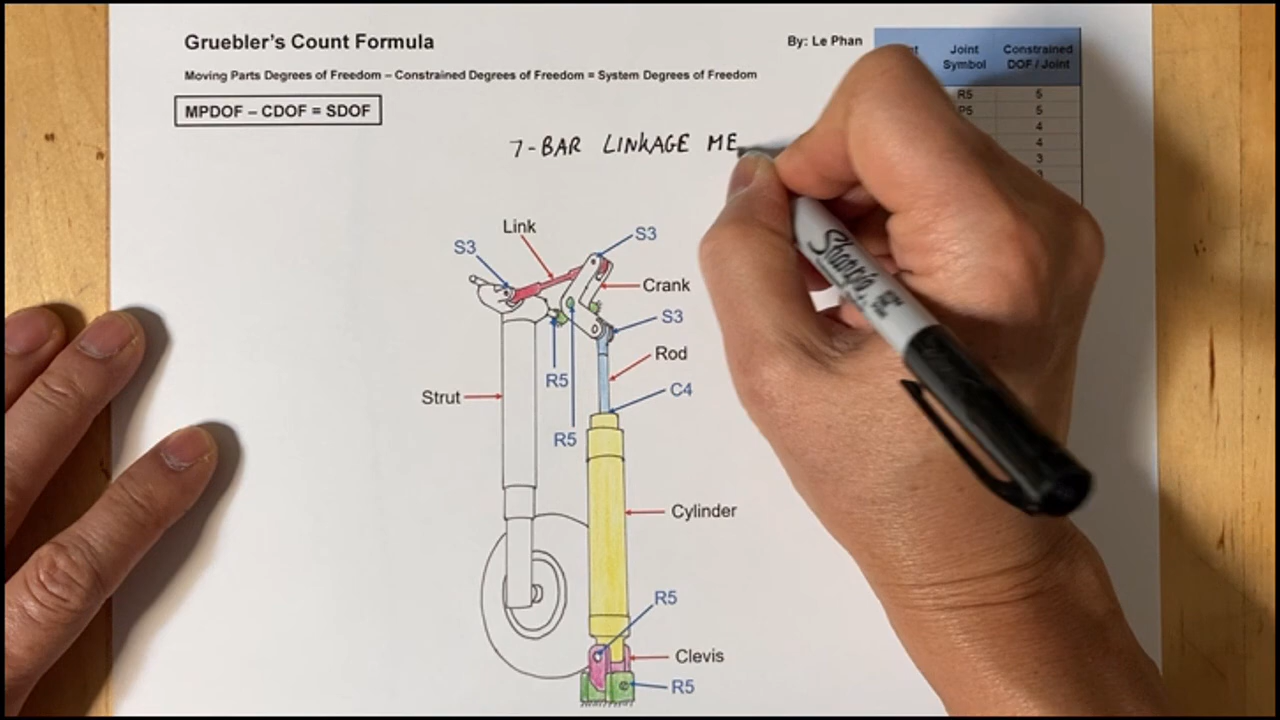 Gruebler's Count Formula
By: Le Phan
Joint Symbol
Constrained DOF / Joint
Moving Parts Degrees of Freedom – Constrained Degrees of Freedom = System Degrees of Freedom
MPDOF – CDOF = SDOF
R5 5
P5 5
4
4
3
7-BAR LINKAGE ME
Sharpie
Link
S3
S3
Crank
S3
Rod
R5
C4
Strut
R5
Cylinder
R5
Clevis
R5